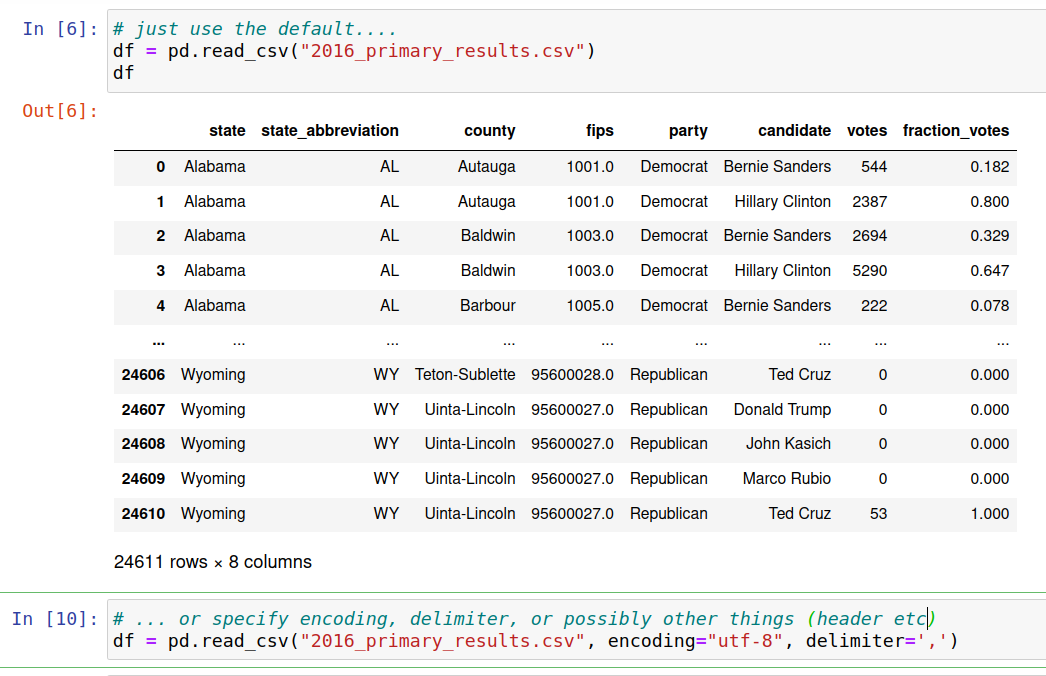 In [6]: # just use the default....
df = pd.read_csv("2016_primary_results.csv")
df
Out[6]:
state state_abbreviation county fips party candidate votes fraction_votes
0 Alabama AL Autauga 1001.0 Democrat Bernie Sanders 544 0.182
1 Alabama AL Autauga 1001.0 Democrat Hillary Clinton 2387 0.800
2 Alabama AL Baldwin 1003.0 Democrat Bernie Sanders 2694 0.329
3 Alabama AL Baldwin 1003.0 Democrat Hillary Clinton 5290 0.647
4 Alabama AL Barbour 1005.0 Democrat Bernie Sanders 222 0.078
... ... ... ... ... ... ... ... ...
24606 Wyoming WY Teton-Sublette 95600028.0 Republican Ted Cruz 0 0.000
24607 Wyoming WY Uinta-Lincoln 95600027.0 Republican Donald Trump 0 0.000
24608 Wyoming WY Uinta-Lincoln 95600027.0 Republican John Kasich 0 0.000
24609 Wyoming WY Uinta-Lincoln 95600027.0 Republican Marco Rubio 0 0.000
24610 Wyoming WY Uinta-Lincoln 95600027.0 Republican Ted Cruz 53 1.000
24611 rows × 8 columns
In [10]: # ... or specify encoding, delimiter, or possibly other things (header etc)
df = pd.read_csv("2016_primary_results.csv", encoding="utf-8", delimiter=',')